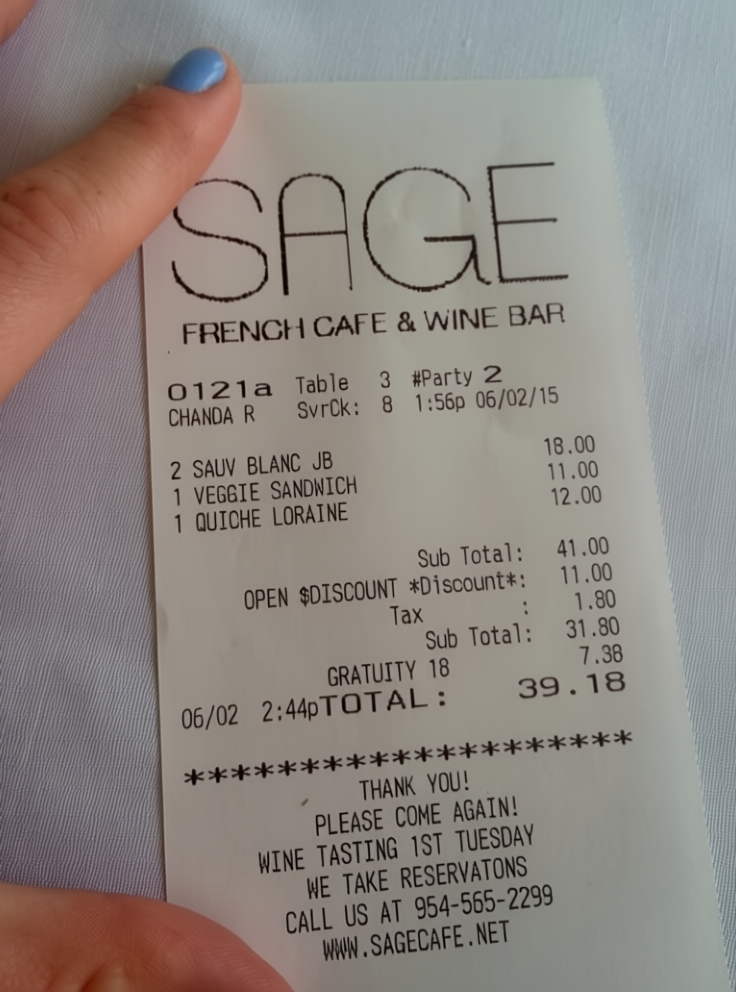 SAGE
FRENCH CAFE & WINE BAR
0121a Table 3 #Party 2
CHANDA R SvrCk: 8 1:56p 06/02/15
2 SAUV BLANC JB 18.00
1 VEGGIE SANDWICH 11.00
1 QUICHE LORAINE 12.00
Sub Total: 41.00
OPEN $DISCOUNT *Discount*: 11.00
Tax : 1.80
Sub Total: 31.80
GRATUITY 18 7.38
06/02 2:44pTOTAL: 39.18
********************
THANK YOU!
PLEASE COME AGAIN!
WINE TASTING 1ST TUESDAY
WE TAKE RESERVATONS
CALL US AT 954-565-2299
WWW.SAGECAFE.NET